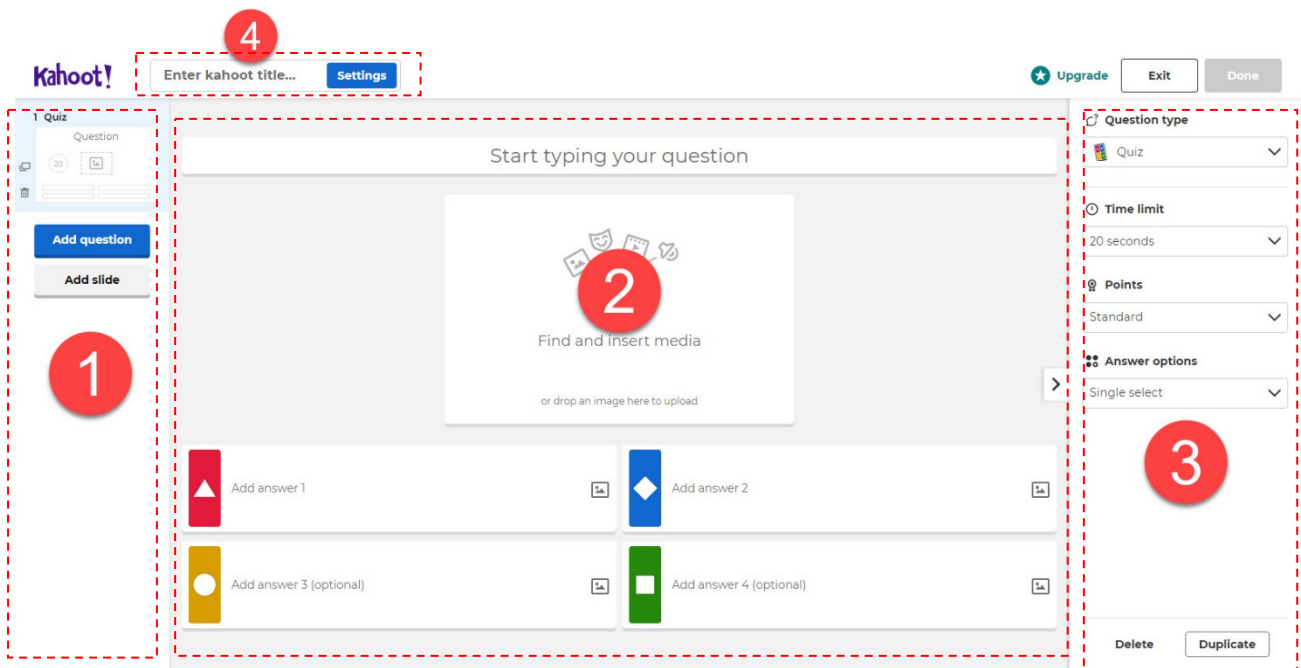 4
Kahoot!
Enter kahoot title... Settings
Upgrade Exit Done
1 Quiz
Question
20
Add question
Add slide
1
Start typing your question
2
Find and insert media
or drop an image here to upload
Add answer 1
Add answer 2
Add answer 3 (optional)
Add answer 4 (optional)
Question type
Quiz
Time limit
20 seconds
Points
Standard
Answer options
Single select
3
Delete Duplicate